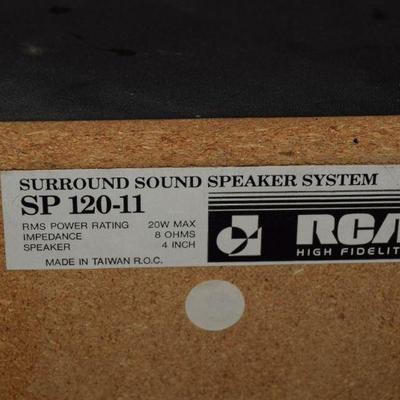 SURROUND SOUND SPEAKER SYSTEM
SP 120-11
RMS POWER RATING 20W MAX
IMPEDANCE 8 OHMS
SPEAKER 4 INCH
MADE IN TAIWAN R.O.C.
RCA
HIGH FIDELIT